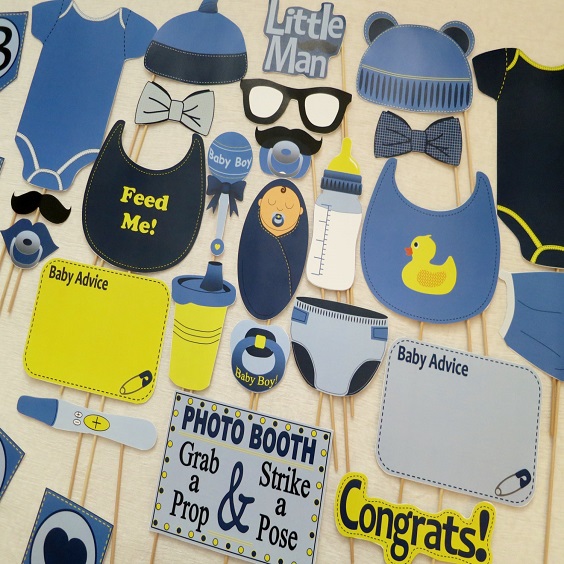 B
Little
Man
Baby Boy
Feed
Me!
Baby Advice
Baby Boy!
Baby Advice
PHOTO BOOTH
Grab
a
Prop
&
Strike
a
Pose
Congrats!